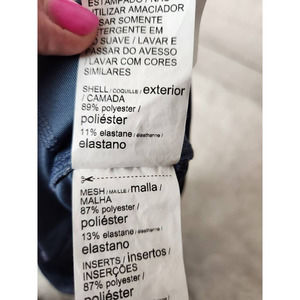 ESTAMPADO / NÃO
UTILIZAR AMACIADOR
USAR SOMENTE
DETERGENTE EM
PÓ SUAVE / LAVAR E
PASSAR DO AVESSO
/ LAVAR COM CORES
SIMILARES
SHELL / COQUILLE / exterior
/ CAMADA
89% polyester /
poliéster
11% elastane / élasthanne /
elastano
MESH / MAILLE / malla /
MALHA
87% polyester /
poliéster
13% elastane / élasthanne /
elastano
INSERTS / insertos /
INSERÇÕES
87% polyester /
poliéster